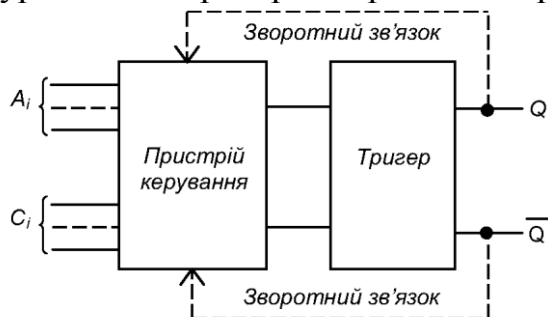 Зворотний зв'язок
Ai
Пристрій
керування
Тригер
Q
Ci
Q̅
Зворотний зв'язок